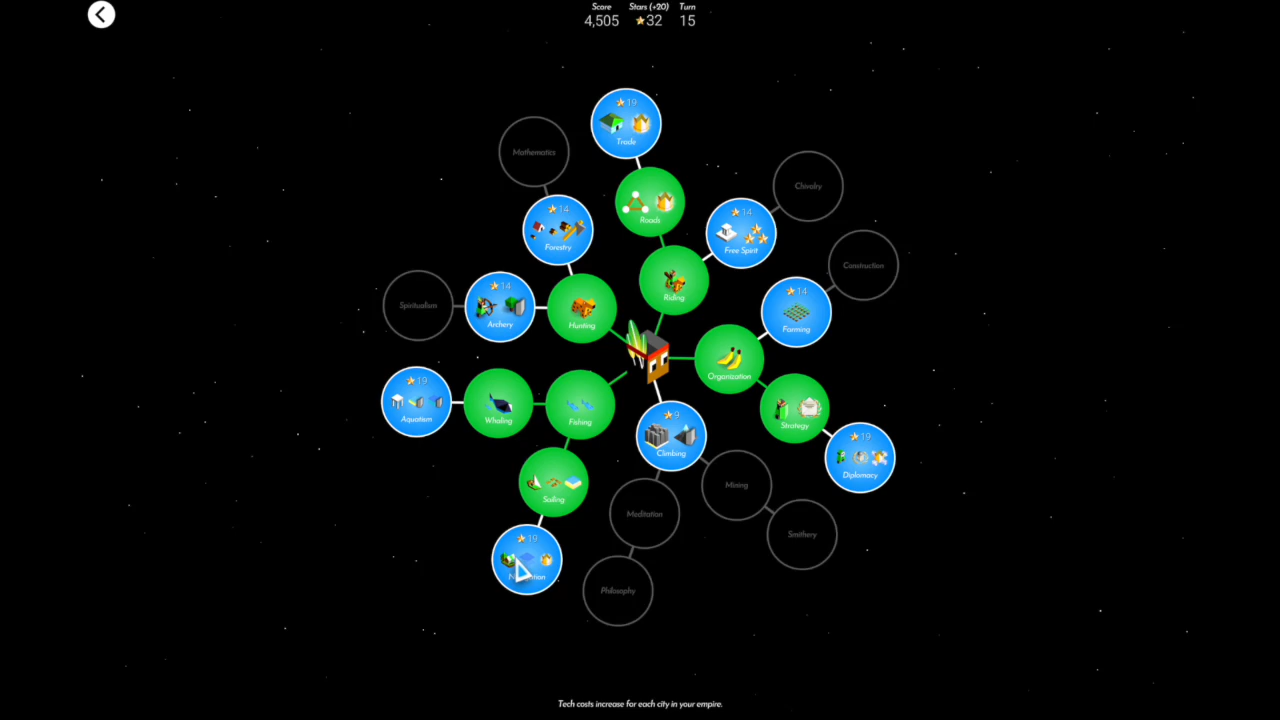 Score Stars (+20) Turn
4,505 32 15
19
Trade
Mathematics
Chivalry
Roads
14
Forestry
14
Free Spirit
Construction
Riding
Spiritualism
14
Archery
Hunting
14
Farming
Organization
19
Aquatism
Whaling
Fishing
9
Climbing
Strategy
19
Diplomacy
Mining
Sailing
Meditation
Smithery
19
Philosophy
Tech costs increase for each city in your empire.